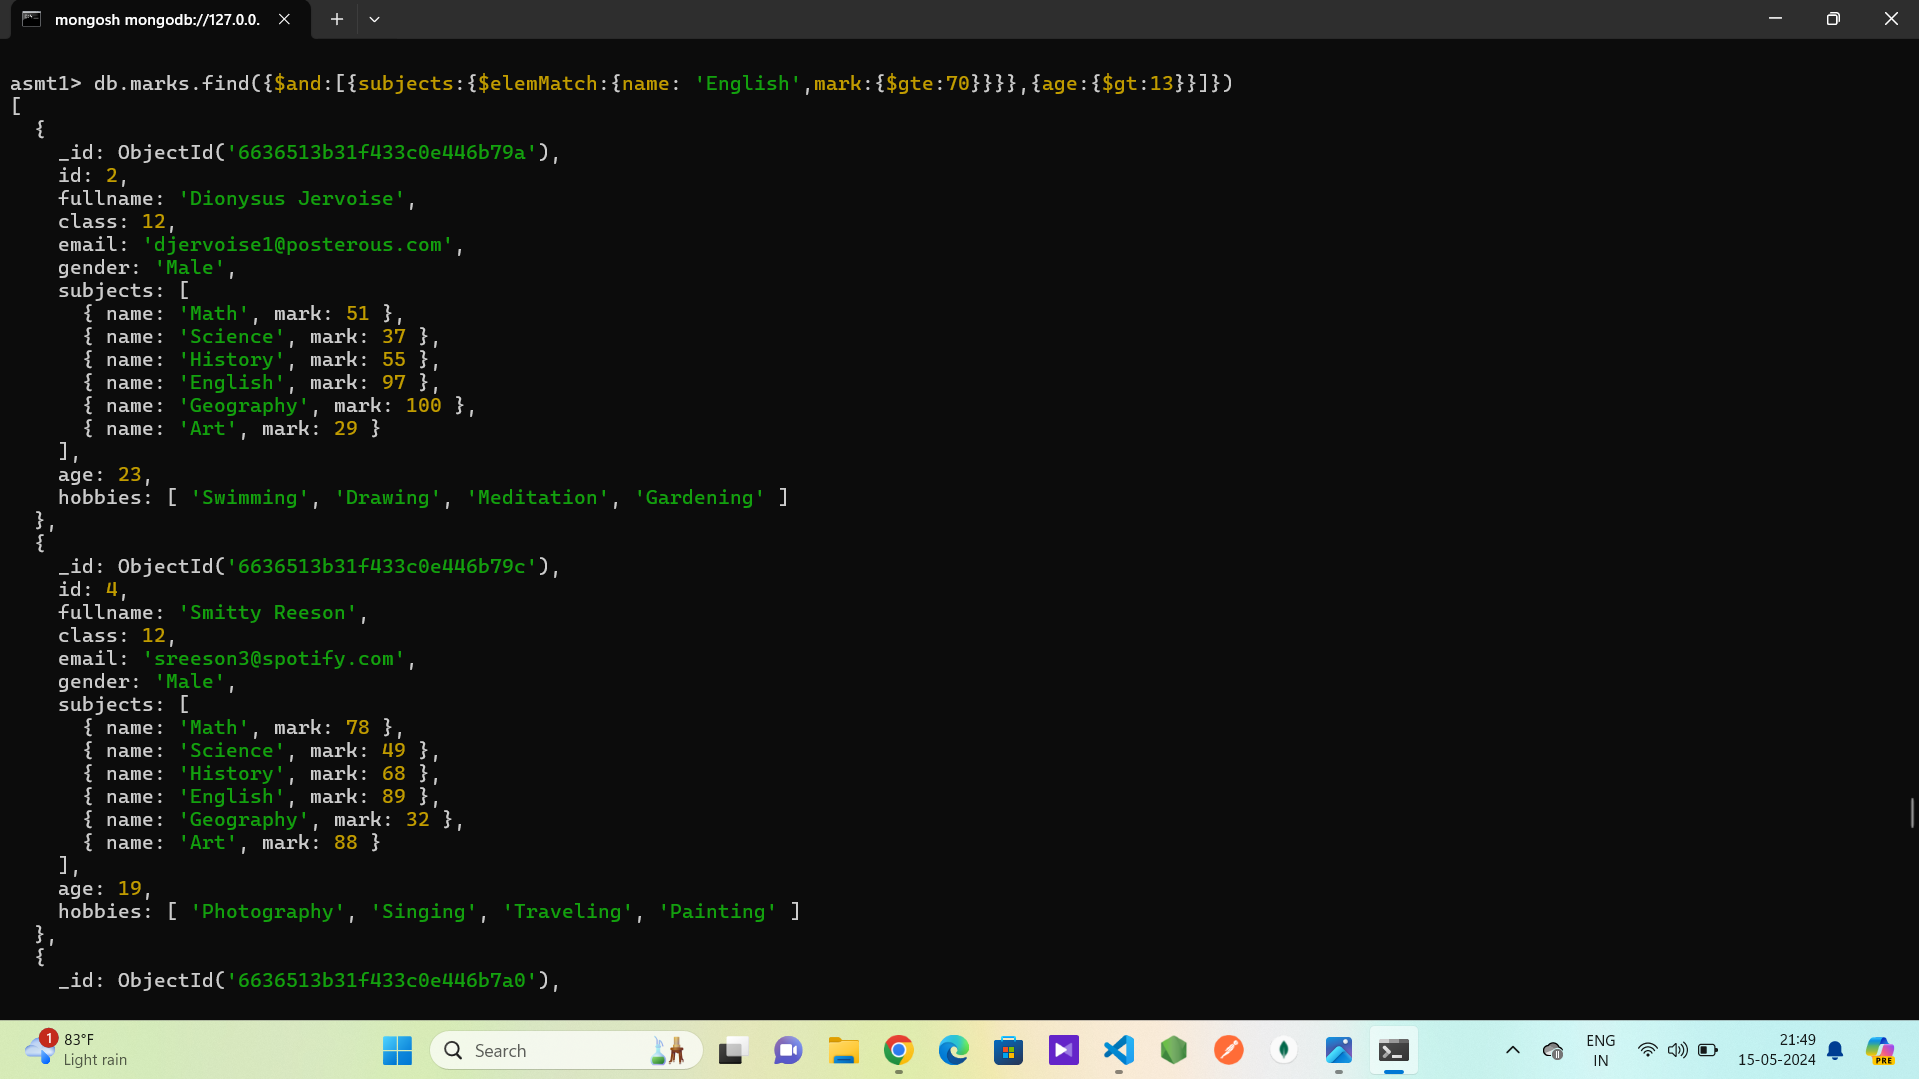 mongosh mongodb://127.0.0.
asmt1> db.marks.find({$and:[{subjects:{$elemMatch:{name: 'English',mark:{$gte:70}}}},{age:{$gt:13}}]})
[
  {
    _id: ObjectId('6636513b31f433c0e446b79a'),
    id: 2,
    fullname: 'Dionysus Jervoise',
    class: 12,
    email: 'djervoise1@posterous.com',
    gender: 'Male',
    subjects: [
      { name: 'Math', mark: 51 },
      { name: 'Science', mark: 37 },
      { name: 'History', mark: 55 },
      { name: 'English', mark: 97 },
      { name: 'Geography', mark: 100 },
      { name: 'Art', mark: 29 }
    ],
    age: 23,
    hobbies: [ 'Swimming', 'Drawing', 'Meditation', 'Gardening' ]
  },
  {
    _id: ObjectId('6636513b31f433c0e446b79c'),
    id: 4,
    fullname: 'Smitty Reeson',
    class: 12,
    email: 'sreeson3@spotify.com',
    gender: 'Male',
    subjects: [
      { name: 'Math', mark: 78 },
      { name: 'Science', mark: 49 },
      { name: 'History', mark: 68 },
      { name: 'English', mark: 89 },
      { name: 'Geography', mark: 32 },
      { name: 'Art', mark: 88 }
    ],
    age: 19,
    hobbies: [ 'Photography', 'Singing', 'Traveling', 'Painting' ]
  },
  {
    _id: ObjectId('6636513b31f433c0e446b7a0'),
1
83°F
Light rain
Search
ENG
IN
21:49
15-05-2024
PRE